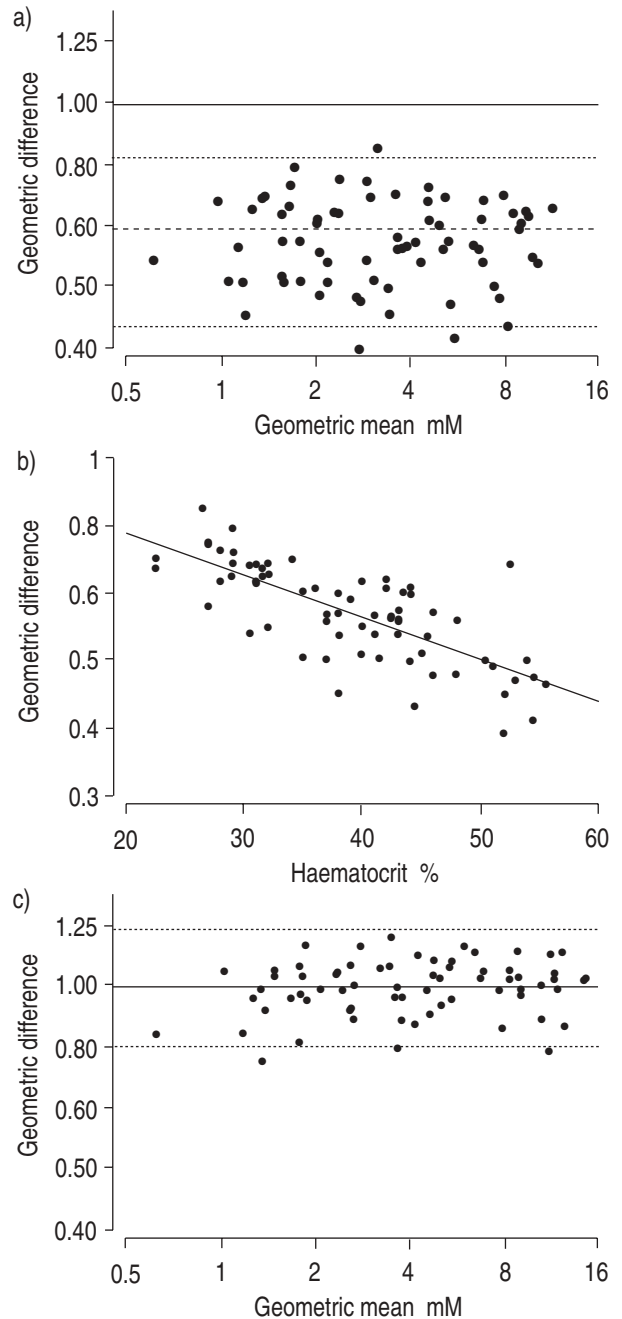 a)
1.25
1.00
0.80
0.60
0.50
0.40
Geometric difference
0.5 1 2 4 8 16
Geometric mean mM
b)
1
0.8
0.6
0.5
0.4
0.3
Geometric difference
20 30 40 50 60
Haematocrit %
c)
1.25
1.00
0.80
0.60
0.50
0.40
Geometric difference
0.5 1 2 4 8 16
Geometric mean mM